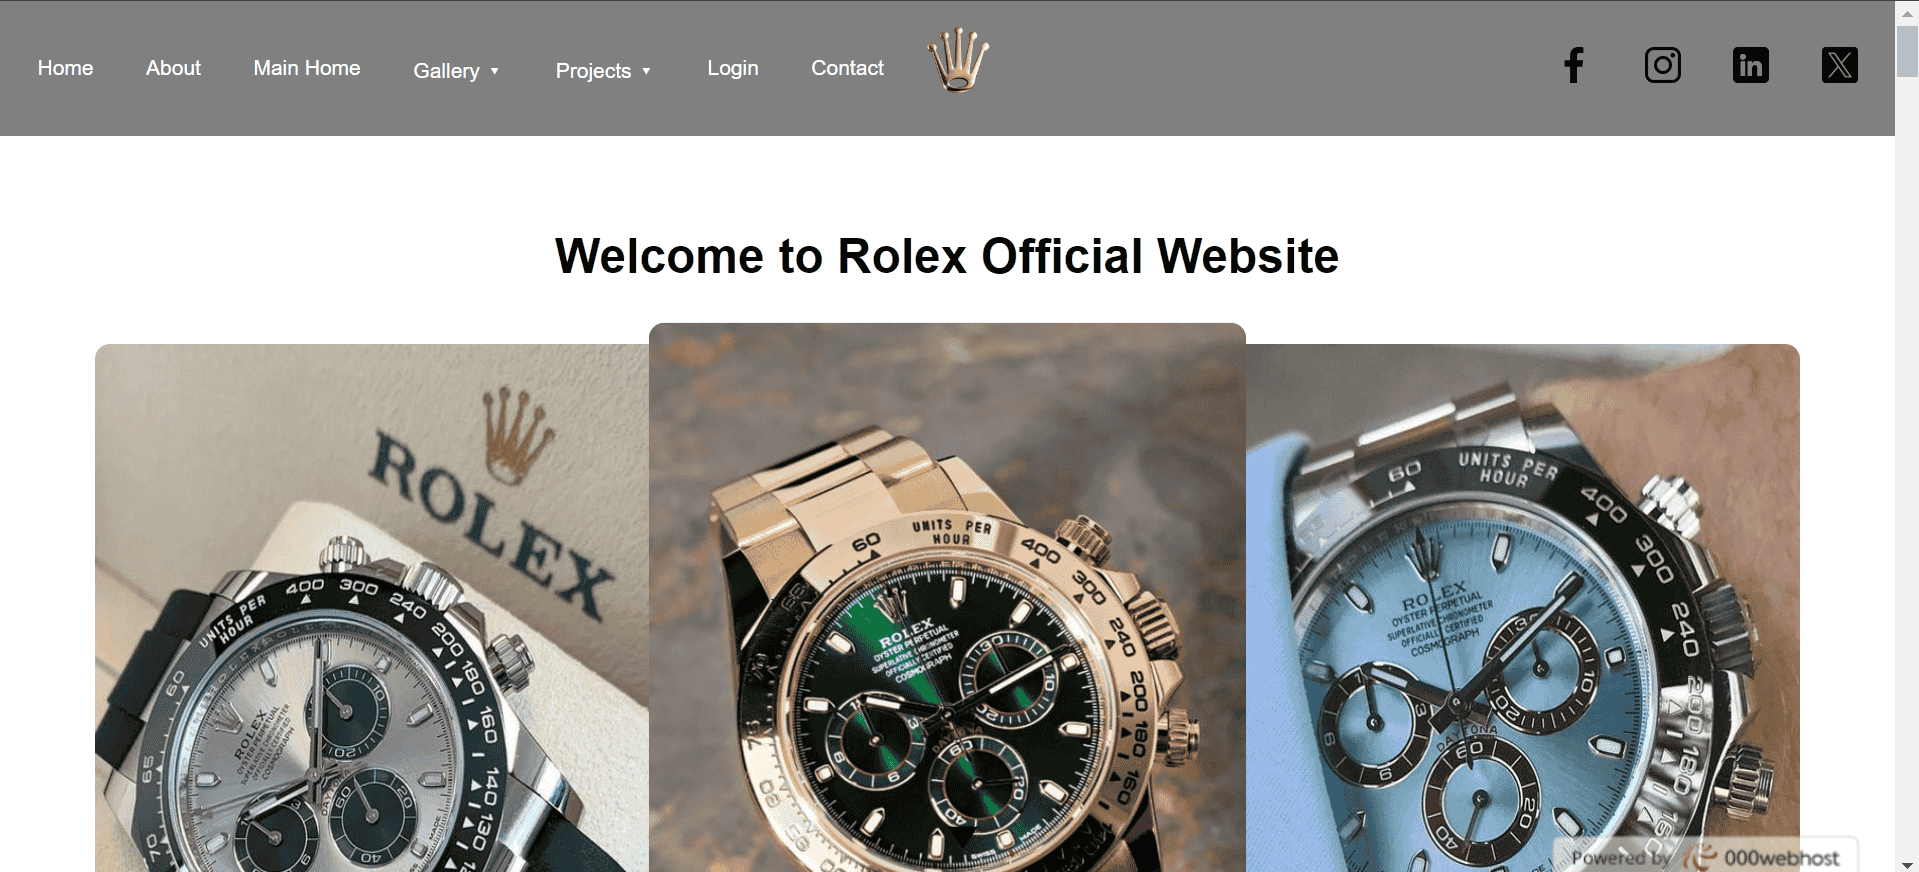 Home About Main Home Gallery ▼ Projects ▼ Login Contact
Welcome to Rolex Official Website
ROLEX
UNITS PER
HOUR
400 300 240 200 180 160 140 130
60 65 70
ROLEX
OYSTER PERPETUAL
SUPERLATIVE CHRONOMETER
OFFICIALLY CERTIFIED
COSMOGRAPH
DAYTONA
UNITS PER
HOUR
60 400 300 240 200 180 160
ROLEX
OYSTER PERPETUAL
SUPERLATIVE CHRONOMETER
OFFICIALLY CERTIFIED
COSMOGRAPH
DAYTONA
SWISS MADE
UNITS PER
HOUR
60 400 300 240 200 180 160
ROLEX
OYSTER PERPETUAL
SUPERLATIVE CHRONOMETER
OFFICIALLY CERTIFIED
COSMOGRAPH
DAYTONA
Powered by 000webhost